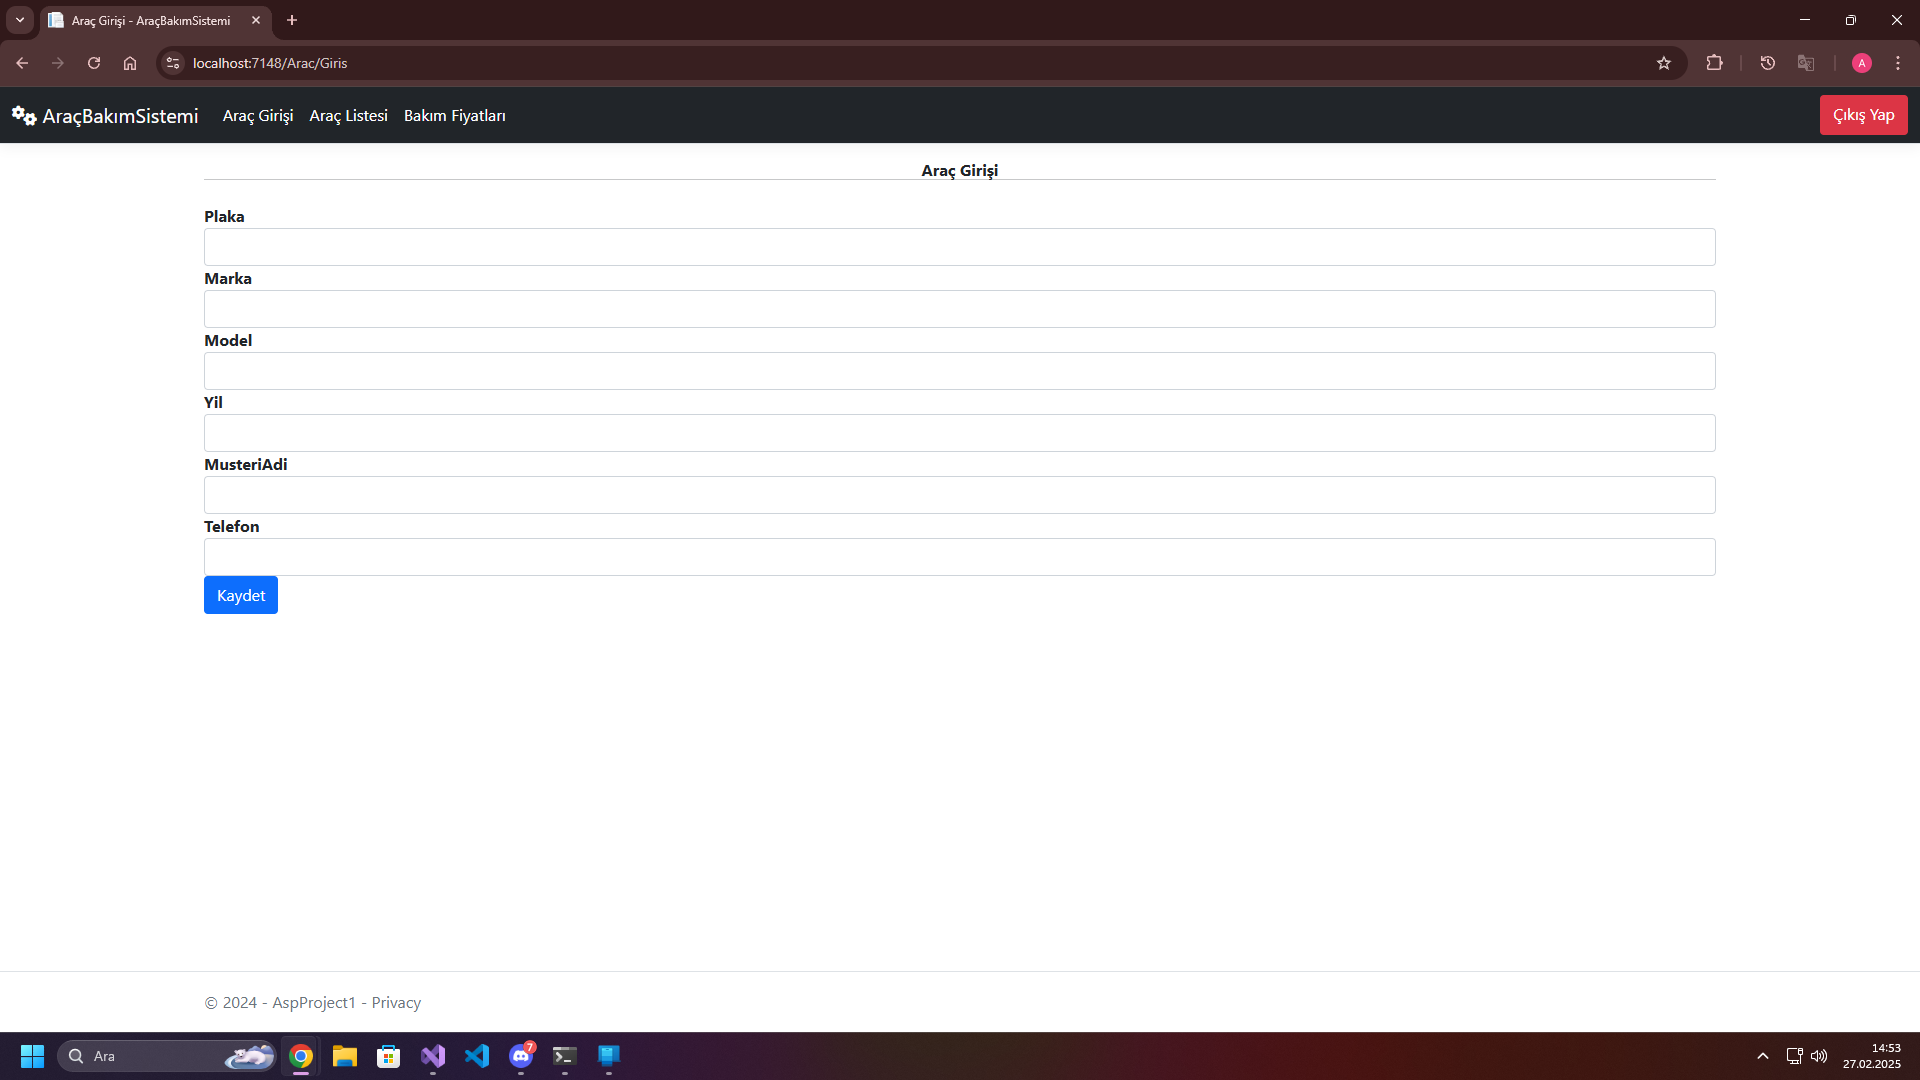 Araç Girişi - AraçBakımSistemi
localhost:7148/Arac/Giris
A
AraçBakımSistemi
Araç Girişi
Araç Listesi
Bakım Fiyatları
Çıkış Yap
Araç Girişi
Plaka
Marka
Model
Yil
MusteriAdi
Telefon
Kaydet
© 2024 - AspProject1 - Privacy
Ara
7
14:53
27.02.2025